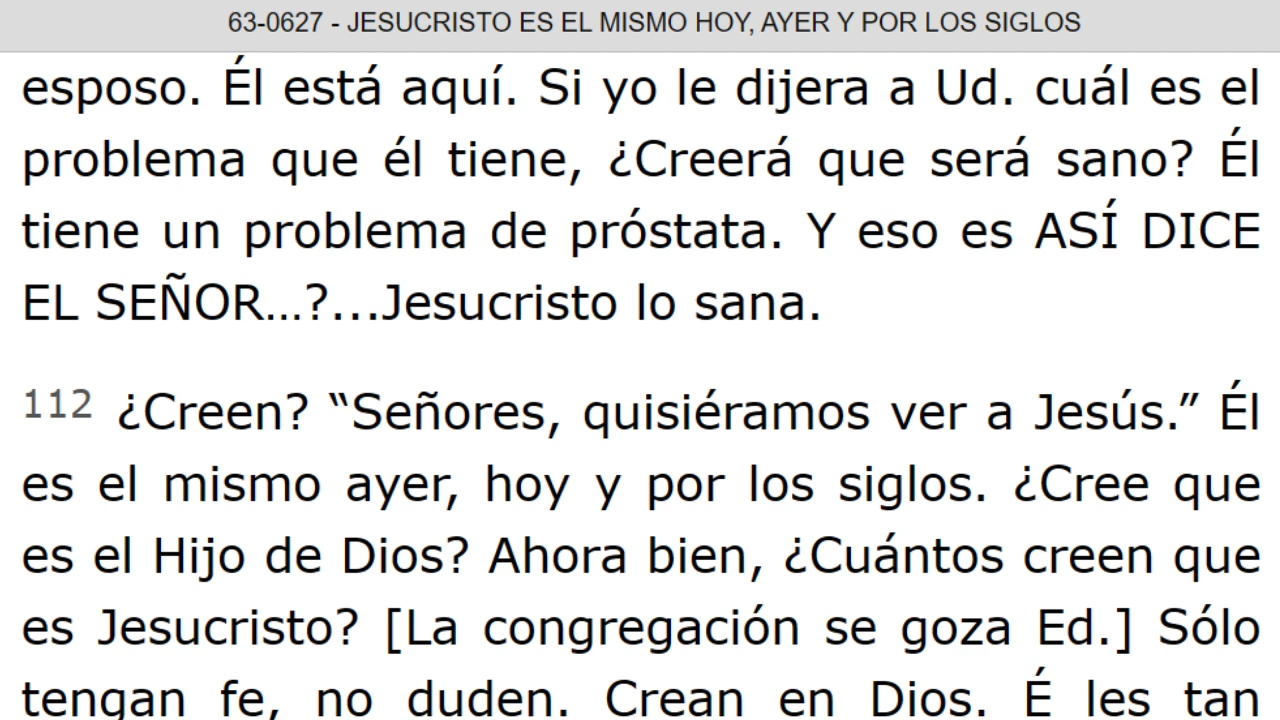 63-0627 - JESUCRISTO ES EL MISMO HOY, AYER Y POR LOS SIGLOS
esposo. Él está aquí. Si yo le dijera a Ud. cuál es el
problema que él tiene, ¿Creerá que será sano? Él
tiene un problema de próstata. Y eso es ASÍ DICE
EL SEÑOR...?...Jesucristo lo sana.
112 ¿Creen? “Señores, quisiéramos ver a Jesús.” Él
es el mismo ayer, hoy y por los siglos. ¿Cree que
es el Hijo de Dios? Ahora bien, ¿Cuántos creen que
es Jesucristo? [La congregación se goza Ed.] Sólo
tengan fe, no duden. Crean en Dios. É les tan